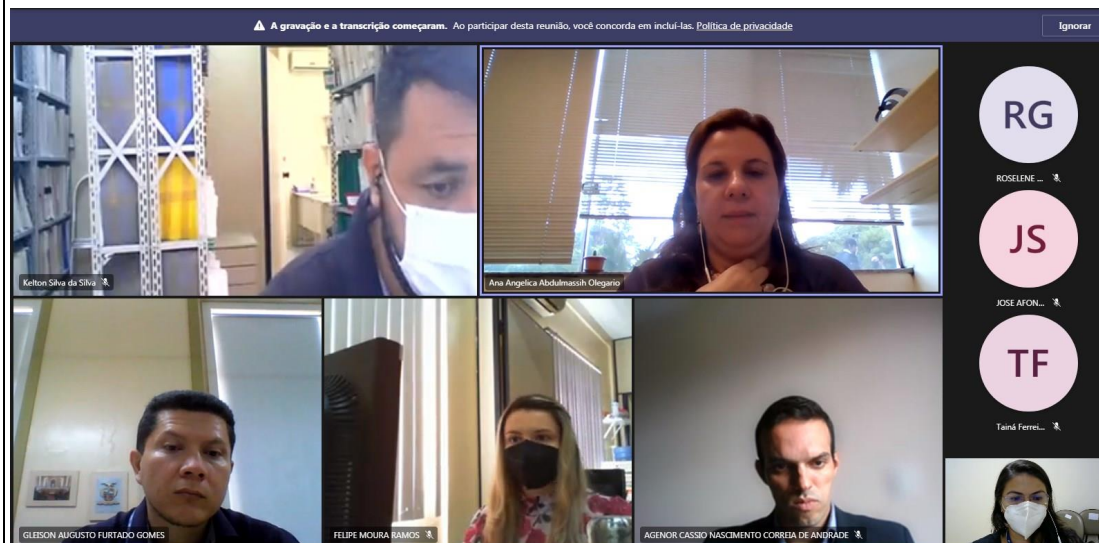 A gravação e a transcrição começaram. Ao participar desta reunião, você concorda em incluí-las. Política de privacidade
Ignorar
Kelton Silva da Silva
Ana Angelica Abdulmassih Olegario
RG
ROSELENE ...
JS
JOSE AFON...
TF
Tainá Ferrei...
GLEISON AUGUSTO FURTADO GOMES
FELIPE MOURA RAMOS
AGENOR CASSIO NASCIMENTO CORREIA DE ANDRADE